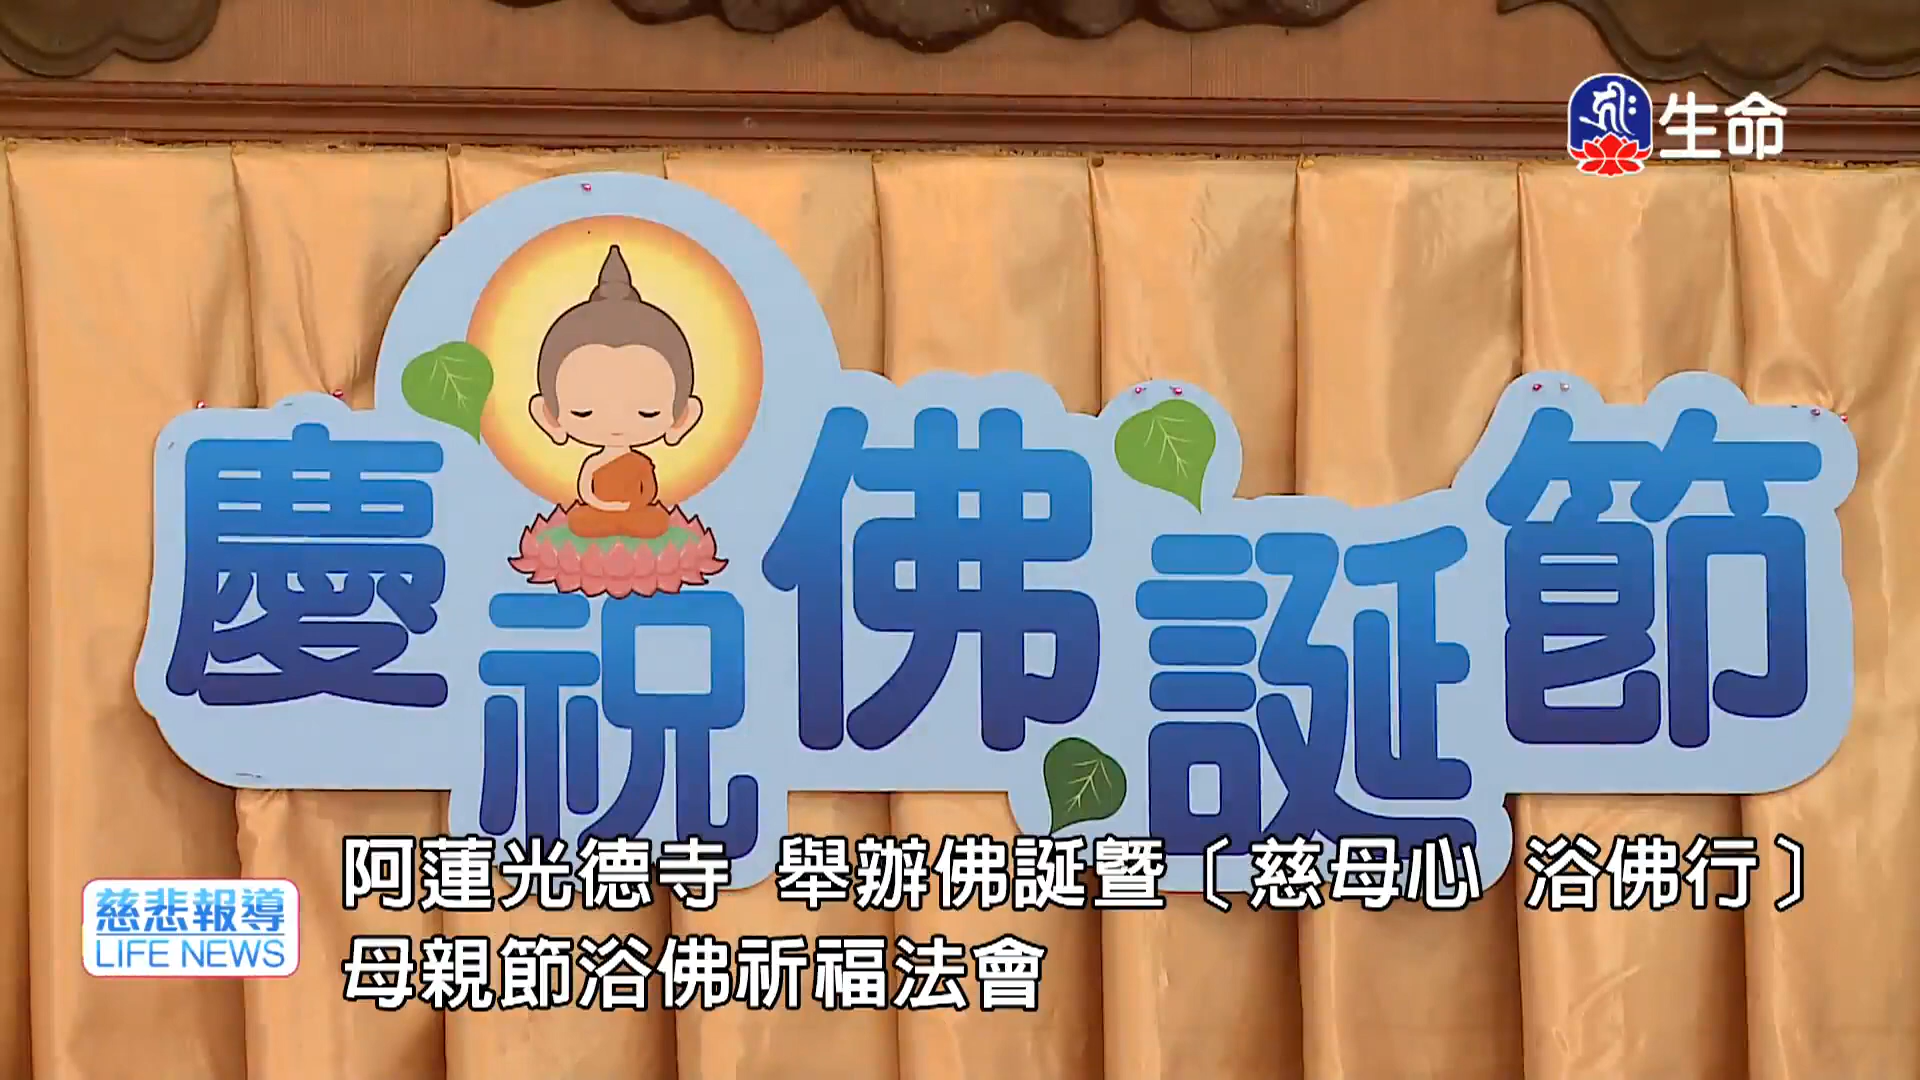 生命
慶祝佛誕節
阿蓮光德寺 舉辦佛誕暨〔慈母心 浴佛行〕
慈悲報導
LIFE NEWS
母親節浴佛祈福法會